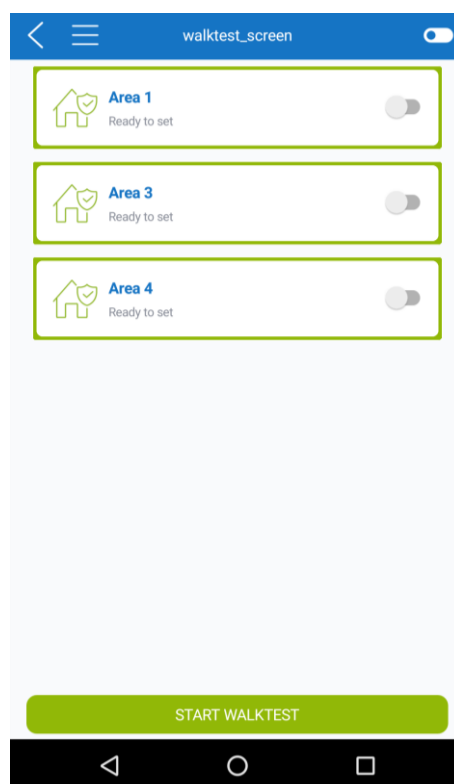 walktest_screen
Area 1
Ready to set
Area 3
Ready to set
Area 4
Ready to set
START WALKTEST